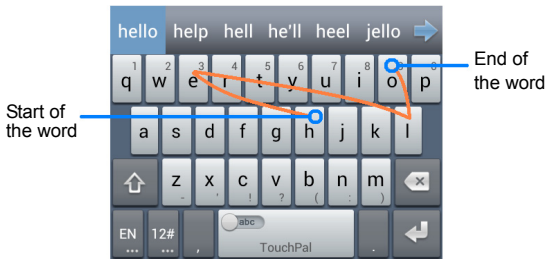 hello help hell he'll heel jello
End of
the word
1 2 3 4 5 6 7 8 9
q w e r t y u i o p
Start of
the word
a s d f g h j k l
z x c v b n m
- ' ! ? ( : )
EN 12# , abc .
... ... TouchPal